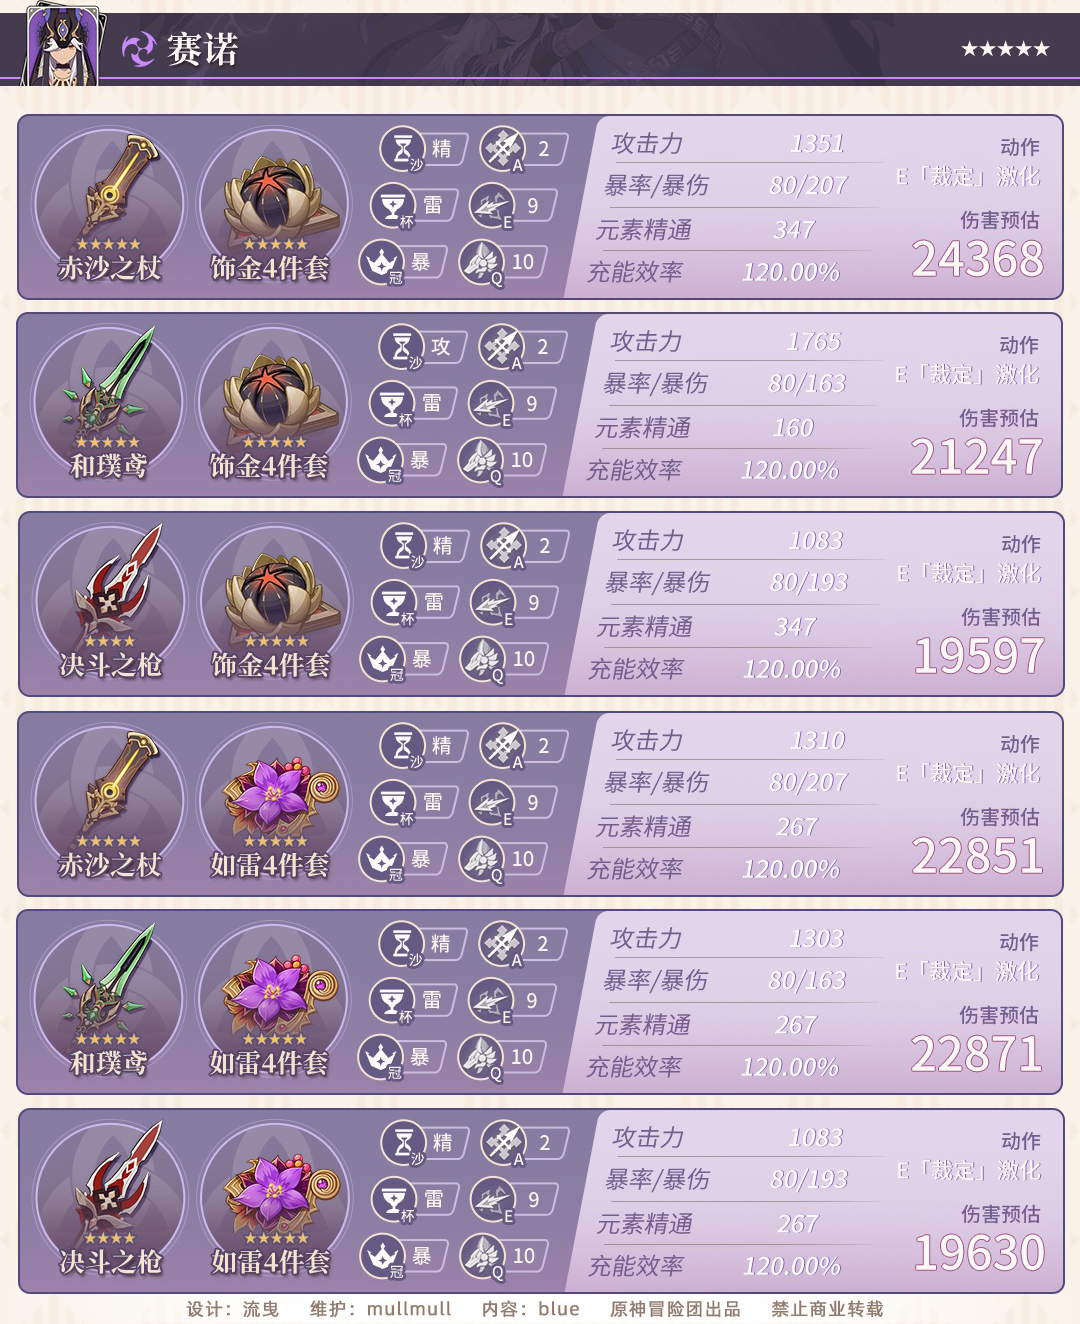 赛诺
★★★★★
赤沙之杖
饰金4件套
沙 精
A 2
杯 雷
E 9
冠 暴
Q 10
攻击力 1351
暴率/暴伤 80/207
元素精通 347
充能效率 120.00%
动作
E「裁定」激化
伤害预估
24368
和璞鸢
饰金4件套
沙 攻
A 2
杯 雷
E 9
冠 暴
Q 10
攻击力 1765
暴率/暴伤 80/163
元素精通 160
充能效率 120.00%
动作
E「裁定」激化
伤害预估
21247
决斗之枪
饰金4件套
沙 精
A 2
杯 雷
E 9
冠 暴
Q 10
攻击力 1083
暴率/暴伤 80/193
元素精通 347
充能效率 120.00%
动作
E「裁定」激化
伤害预估
19597
赤沙之杖
如雷4件套
沙 精
A 2
杯 雷
E 9
冠 暴
Q 10
攻击力 1310
暴率/暴伤 80/207
元素精通 267
充能效率 120.00%
动作
E「裁定」激化
伤害预估
22851
和璞鸢
如雷4件套
沙 精
A 2
杯 雷
E 9
冠 暴
Q 10
攻击力 1303
暴率/暴伤 80/163
元素精通 267
充能效率 120.00%
动作
E「裁定」激化
伤害预估
22871
决斗之枪
如雷4件套
沙 精
A 2
杯 雷
E 9
冠 暴
Q 10
攻击力 1083
暴率/暴伤 80/193
元素精通 267
充能效率 120.00%
动作
E「裁定」激化
伤害预估
19630
设计：流曳 维护：mullmull 内容：blue 原神冒险团出品 禁止商业转载